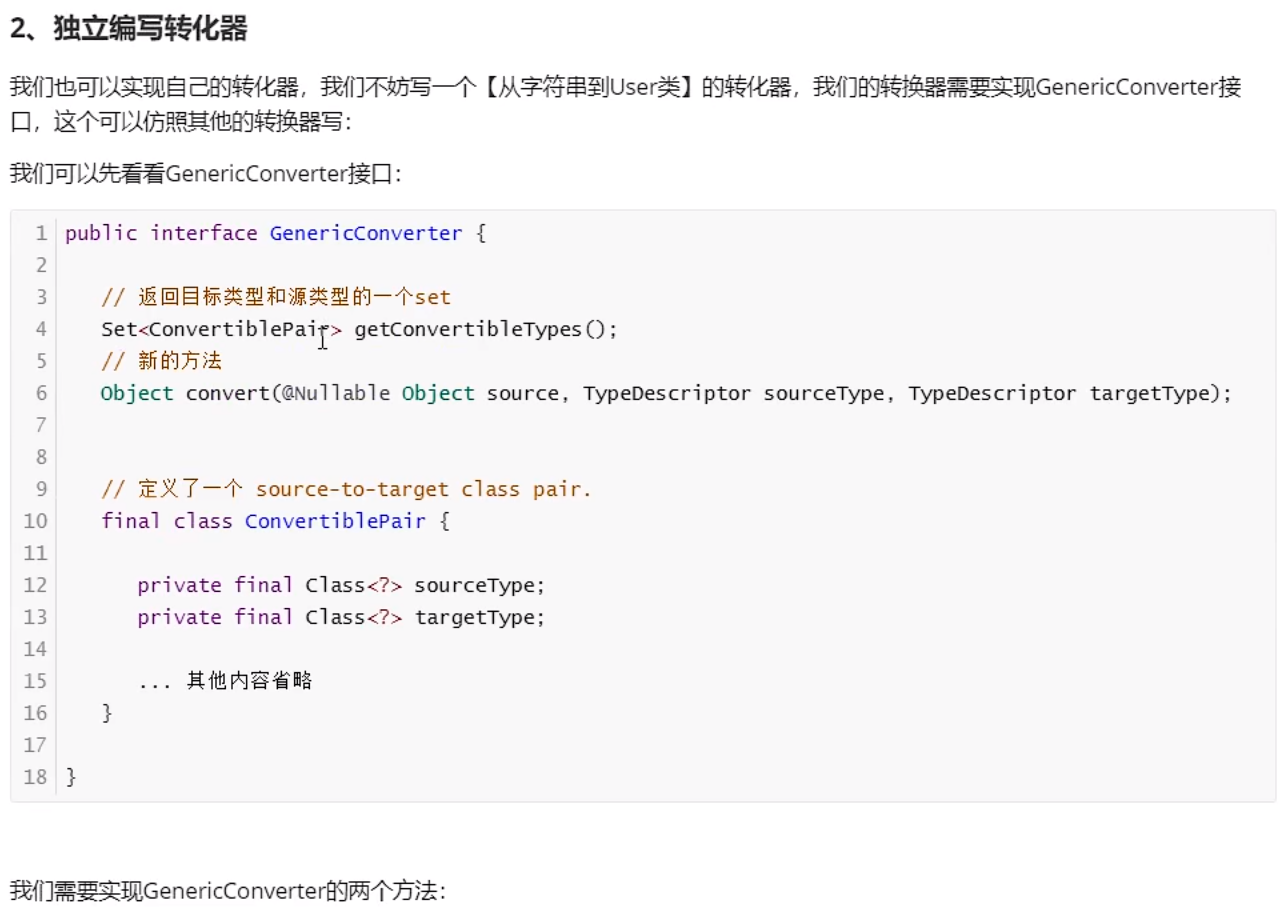 2、独立编写转化器
我们也可以实现自己的转化器，我们不妨写一个【从字符串到User类】的转化器，我们的转换器需要实现GenericConverter接
口，这个可以仿照其他的转换器写：
我们可以先看看GenericConverter接口：
1 public interface GenericConverter {
2
3 // 返回目标类型和源类型的一个set
4 Set<ConvertiblePair> getConvertibleTypes();
5 // 新的方法
6 Object convert(@Nullable Object source, TypeDescriptor sourceType, TypeDescriptor targetType);
7
8
9 // 定义了一个 source-to-target class pair.
10 final class ConvertiblePair {
11
12 private final Class<?> sourceType;
13 private final Class<?> targetType;
14
15 ... 其他内容省略
16 }
17
18 }
我们需要实现GenericConverter的两个方法：